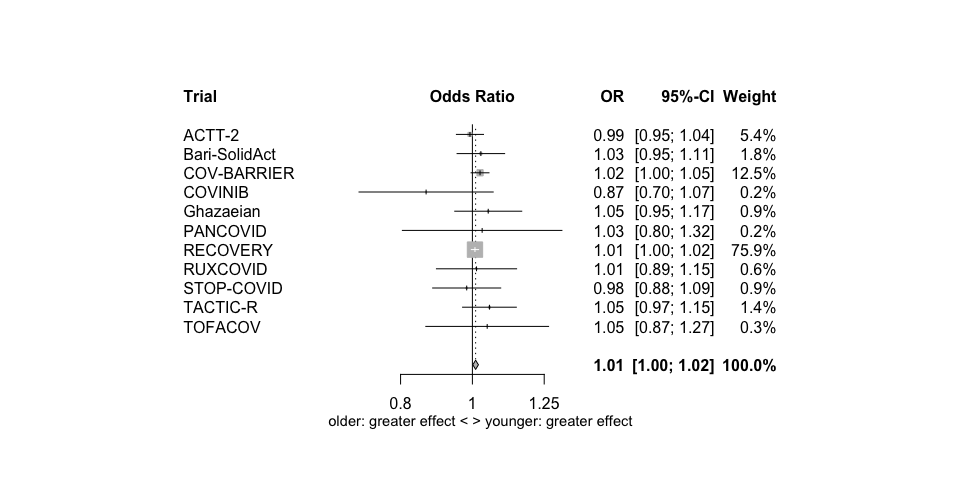 Trial Odds Ratio OR 95%-CI Weight
ACTT-2 0.99 [0.95; 1.04] 5.4%
Bari-SolidAct 1.03 [0.95; 1.11] 1.8%
COV-BARRIER 1.02 [1.00; 1.05] 12.5%
COVINIB 0.87 [0.70; 1.07] 0.2%
Ghazaeian 1.05 [0.95; 1.17] 0.9%
PANCOVID 1.03 [0.80; 1.32] 0.2%
RECOVERY 1.01 [1.00; 1.02] 75.9%
RUXCOVID 1.01 [0.89; 1.15] 0.6%
STOP-COVID 0.98 [0.88; 1.09] 0.9%
TACTIC-R 1.05 [0.97; 1.15] 1.4%
TOFACOV 1.05 [0.87; 1.27] 0.3%
1.01 [1.00; 1.02] 100.0%
0.8 1 1.25
older: greater effect < > younger: greater effect